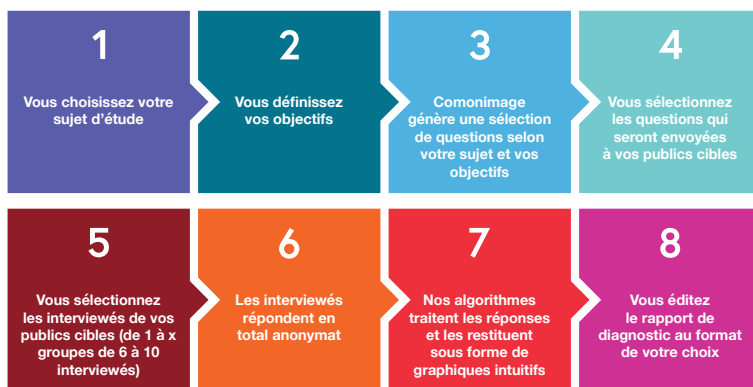 1
Vous choisissez votre
sujet d'étude
2
Vous définissez
vos objectifs
3
Comonimage
génère une sélection
de questions selon
votre sujet et vos
objectifs
4
Vous sélectionnez
les questions qui
seront envoyées
à vos publics cibles
5
Vous sélectionnez
les interviewés de vos
publics cibles (de 1 à x
groupes de 6 à 10
interviewés)
6
Les interviewés
répondent en
total anonymat
7
Nos algorithmes
traitent les réponses
et les restituent
sous forme de
graphiques intuitifs
8
Vous éditez
le rapport de
diagnostic au format
de votre choix